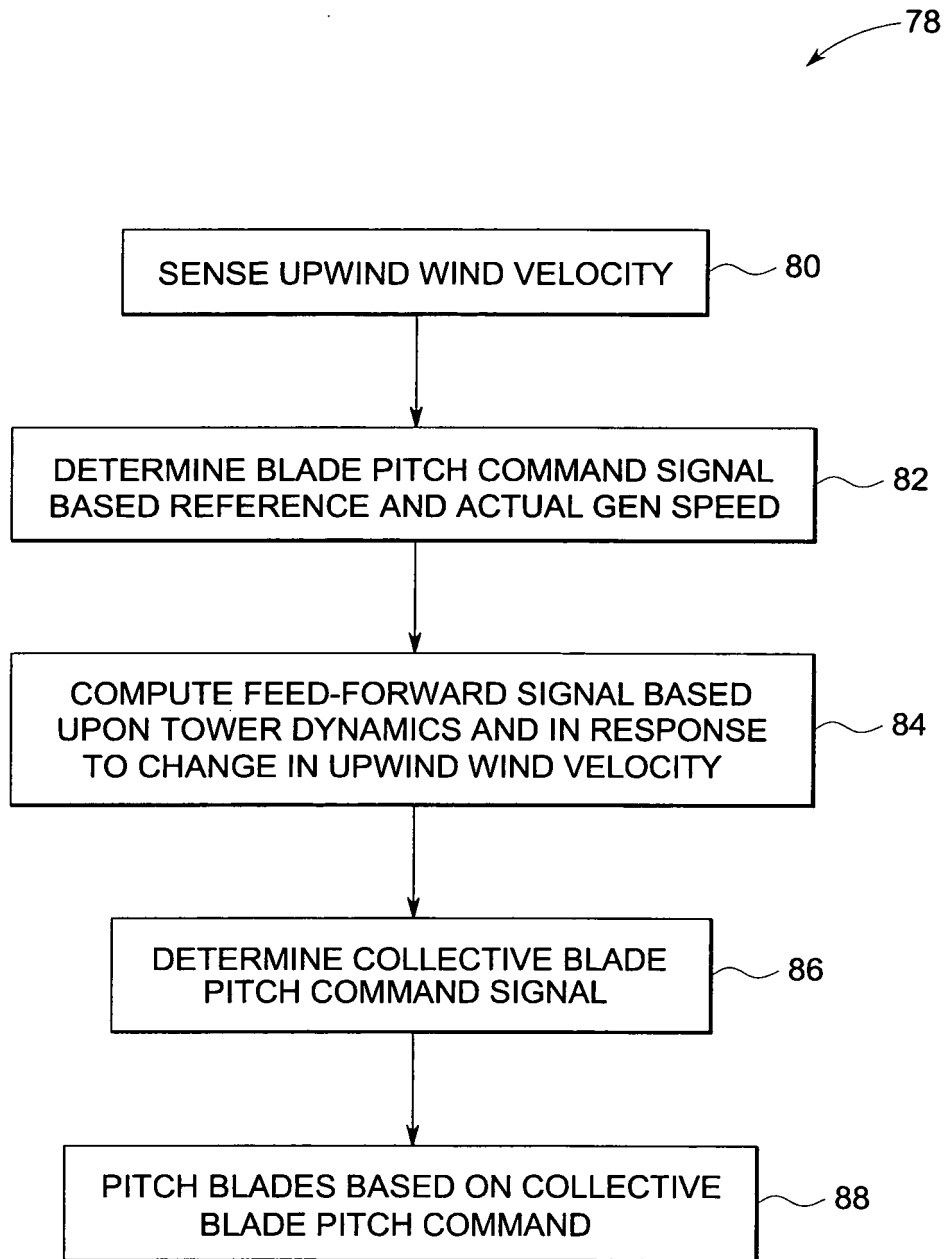 78
SENSE UPWIND WIND VELOCITY
80
DETERMINE BLADE PITCH COMMAND SIGNAL
BASED REFERENCE AND ACTUAL GEN SPEED
82
COMPUTE FEED-FORWARD SIGNAL BASED
UPON TOWER DYNAMICS AND IN RESPONSE
TO CHANGE IN UPWIND WIND VELOCITY
84
DETERMINE COLLECTIVE BLADE
PITCH COMMAND SIGNAL
86
PITCH BLADES BASED ON COLLECTIVE
BLADE PITCH COMMAND
88